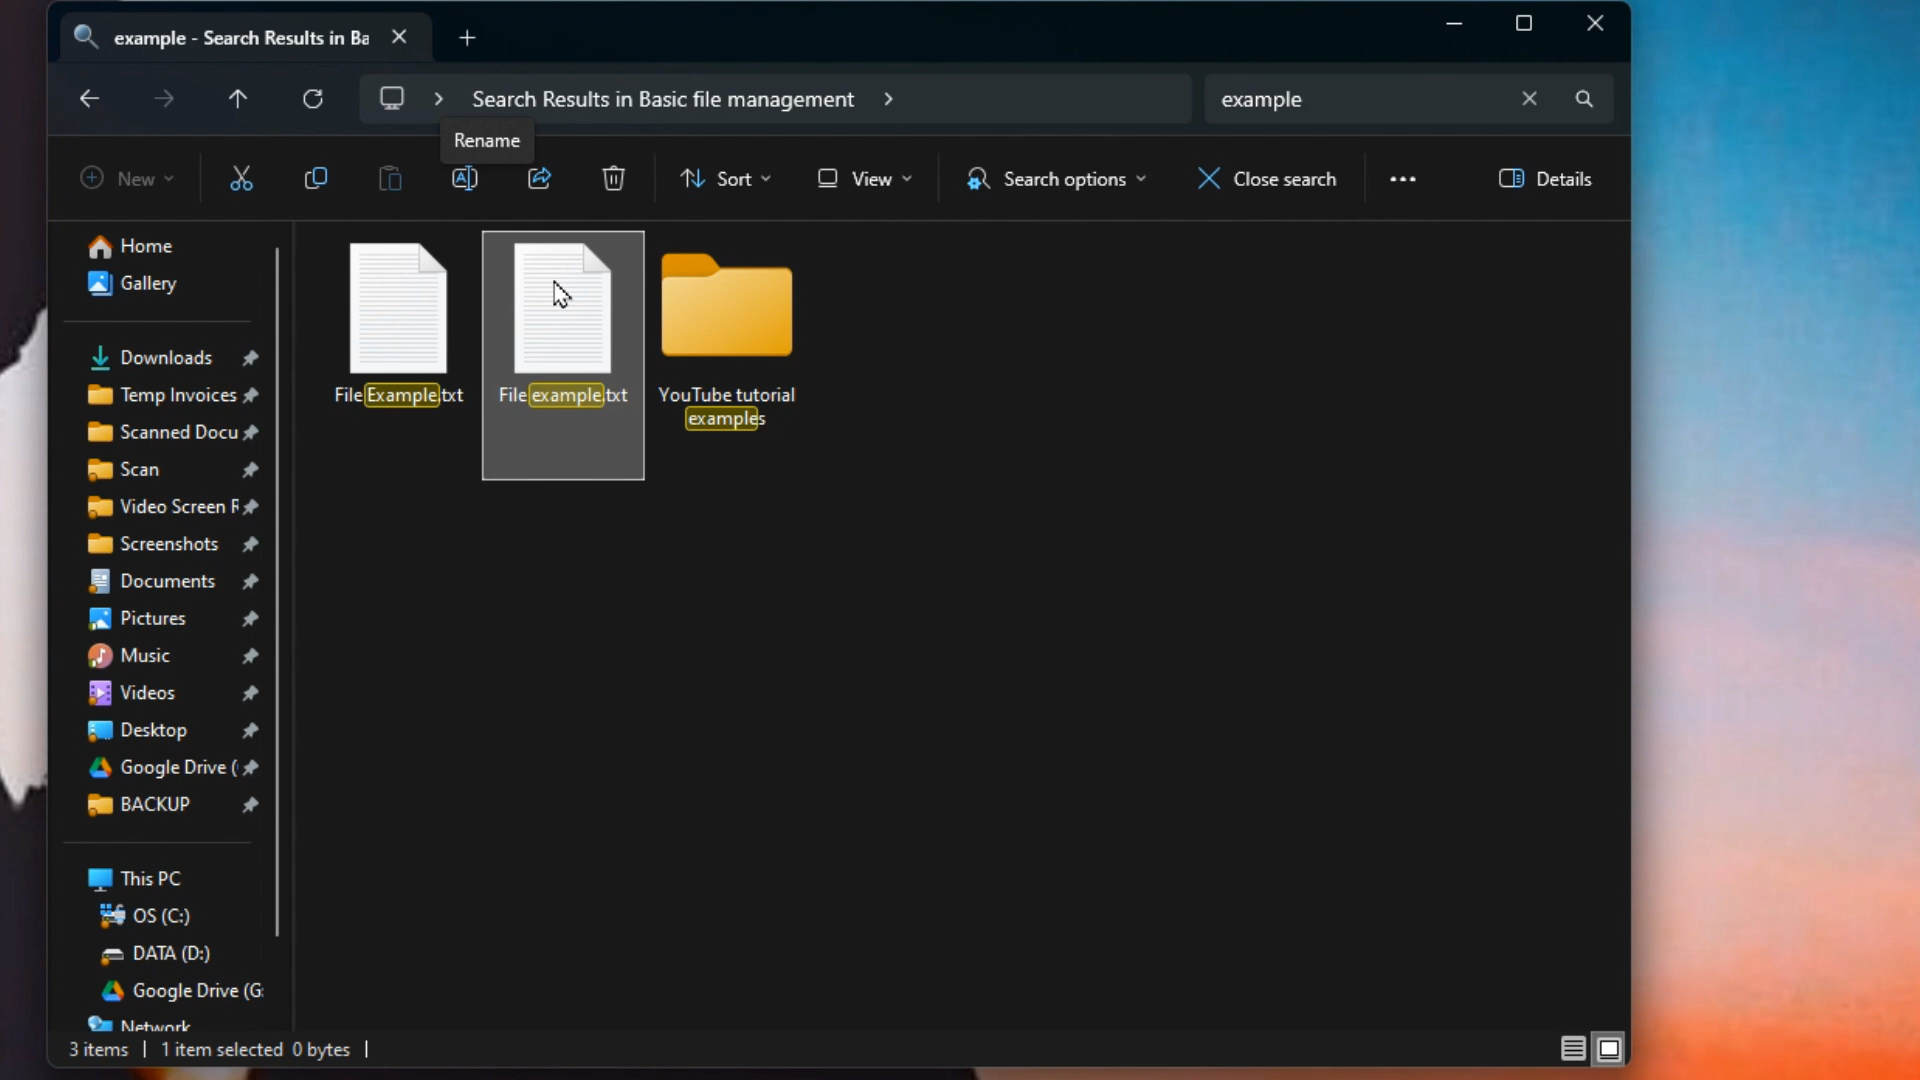 example - Search Results in Ba
Search Results in Basic file management
example
Rename
New
Sort
View
Search options
Close search
Details
Home
Gallery
Downloads
Temp Invoices
Scanned Docu
Scan
Video Screen R
Screenshots
Documents
Pictures
Music
Videos
Desktop
Google Drive (
BACKUP
This PC
OS (C:)
DATA (D:)
Google Drive (G:
Network
File Example.txt
File example.txt
YouTube tutorial
examples
3 items | 1 item selected 0 bytes |